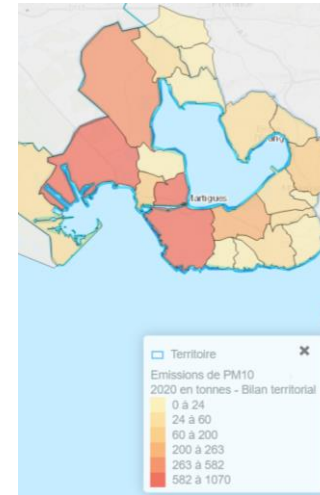 Martigues
Territoire
Emissions de PM10
2020 en tonnes - Bilan territorial
0 à 24
24 à 60
60 à 200
200 à 263
263 à 582
582 à 1070